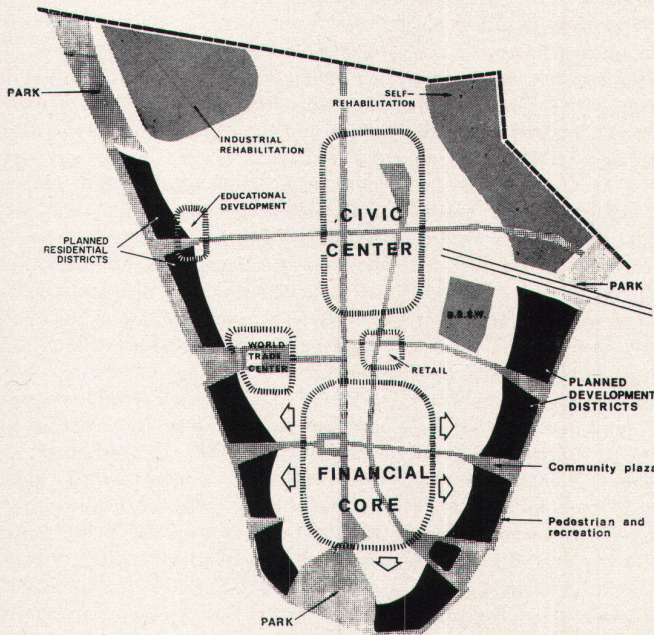 PARK
SELF-
REHABILITATION
INDUSTRIAL
REHABILITATION
EDUCATIONAL
DEVELOPMENT
CIVIC
CENTER
PLANNED
RESIDENTIAL
DISTRICTS
PARK
B.B.S.W.
WORLD
TRADE
CENTER
RETAIL
PLANNED
DEVELOPMENT
DISTRICTS
FINANCIAL
CORE
Community plaza
Pedestrian and
recreation
PARK